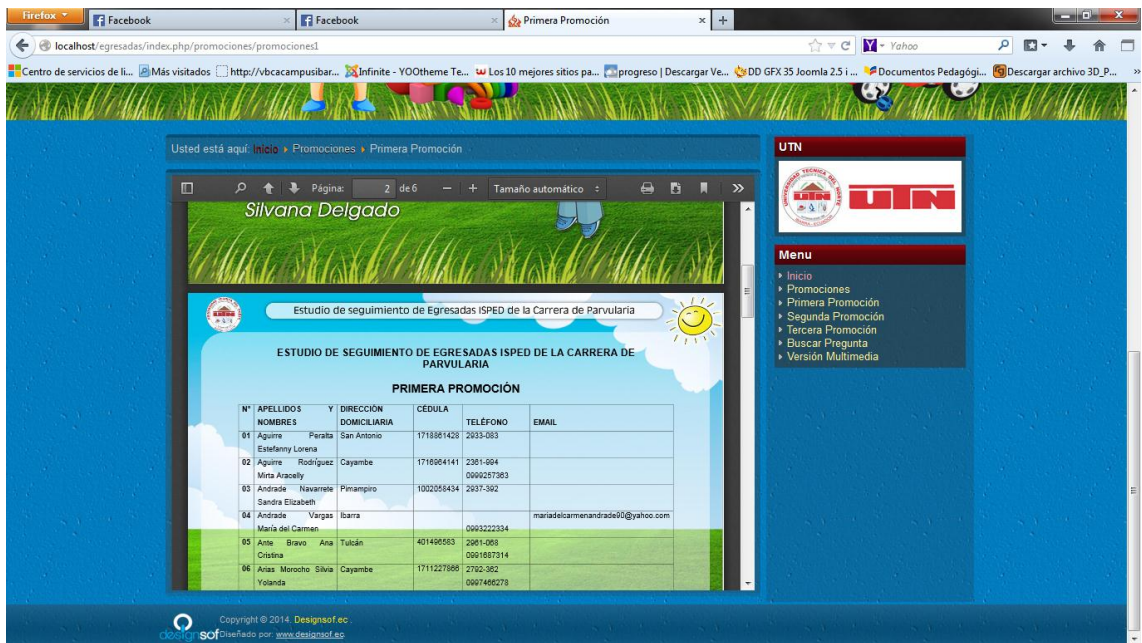 Firefox
Facebook
Facebook
Primera Promoción
localhost/egresadas/index.php/promociones/promociones1
Yahoo
Centro de servicios de li...
Más visitados
http://vbcacampusibar...
Infinite - YOOtheme Te...
Los 10 mejores sitios pa...
progreso | Descargar Ve...
DD GFX 35 Joomla 2.5 i ...
Documentos Pedagógi...
Descargar archivo 3D_P...
Usted está aquí: Inicio Promociones Primera Promoción
Página: 2 de 6 Tamaño automático
Silvana Delgado
Estudio de seguimiento de Egresadas ISPED de la Carrera de Parvularia
ESTUDIO DE SEGUIMIENTO DE EGRESADAS ISPED DE LA CARRERA DE
PARVULARIA
PRIMERA PROMOCIÓN
N° APELLIDOS Y DIRECCIÓN CÉDULA
NOMBRES DOMICILIARIA TELÉFONO EMAIL
01 Aguirre Peralta San Antonio 1718861428 2933-083
Estefanny Lorena
02 Aguirre Rodríguez Cayambe 1716964141 2361-994
Mirta Aracelly 0999257363
03 Andrade Navarrete Pimampiro 1002058434 2937-392
Sandra Elizabeth
04 Andrade Vargas Ibarra mariadelcarmenandrade90@yahoo.com
María del Carmen 0993222334
05 Ante Bravo Ana Tulcán 401496583 2961-068
Cristina 0991687314
06 Arias Morocho Silvia Cayambe 1711227866 2792-362
Yolanda 0997466278
UTN
UTN
Menu
Inicio
Promociones
Primera Promoción
Segunda Promoción
Tercera Promoción
Buscar Pregunta
Versión Multimedia
designsof
Copyright © 2014. Designsof.ec .
Diseñado por: www.designsof.ec